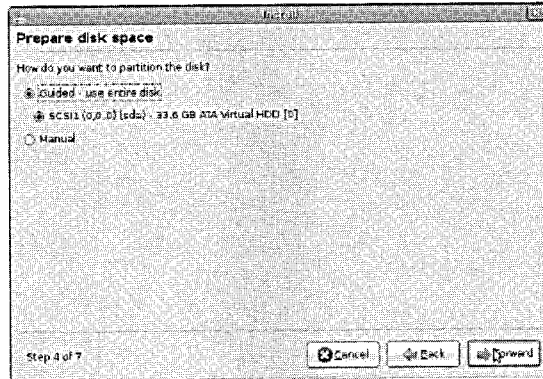 Install
Prepare disk space
How do you want to partition the disk?
Guided - use entire disk
SCSI1 (0,0,0) (sda) - 33.6 GB ATA Virtual HDD [0]
Manual
Step 4 of 7
Cancel
Back
Forward